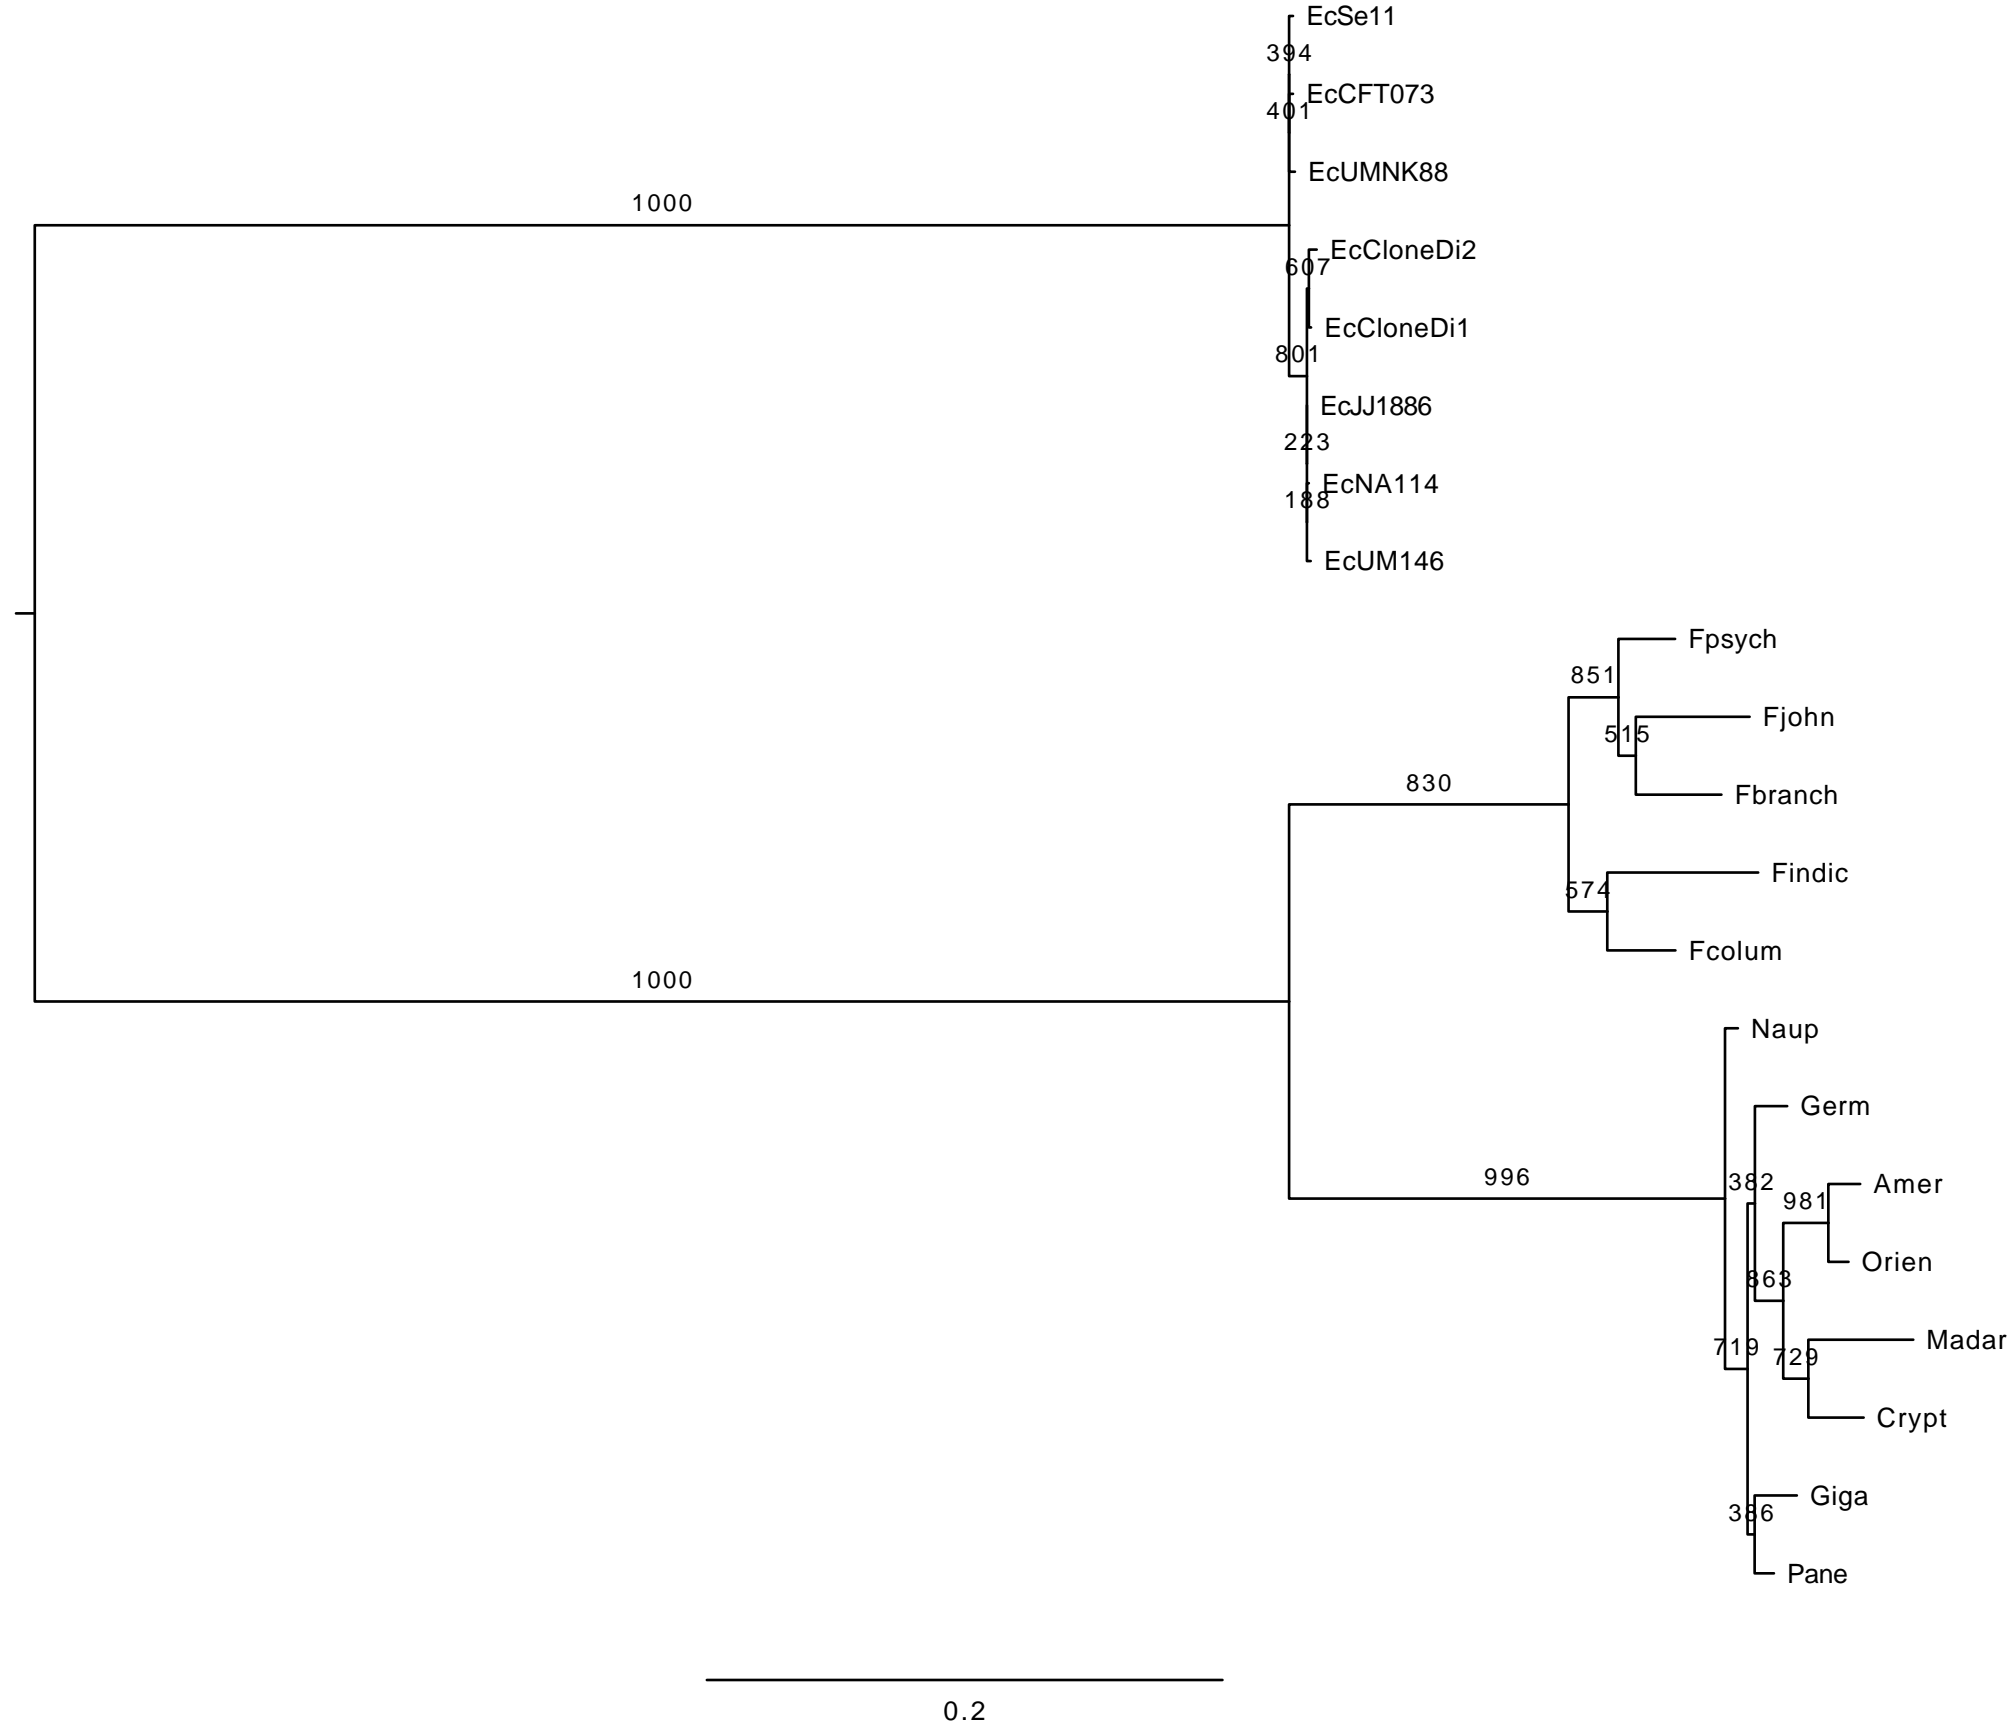 EcSe11
394
EcCFT073
401
EcUMNK88
1000
EcCloneDi2
607
EcCloneDi1
801
EcJJ1886
223
EcNA114
188
EcUM146
Fpsych
851
Fjohn
515
Fbranch
830
Findic
574
Fcolum
1000
Naup
Germ
996
382
Amer
981
Orien
863
Madar
719
729
Crypt
Giga
386
Pane
0.2